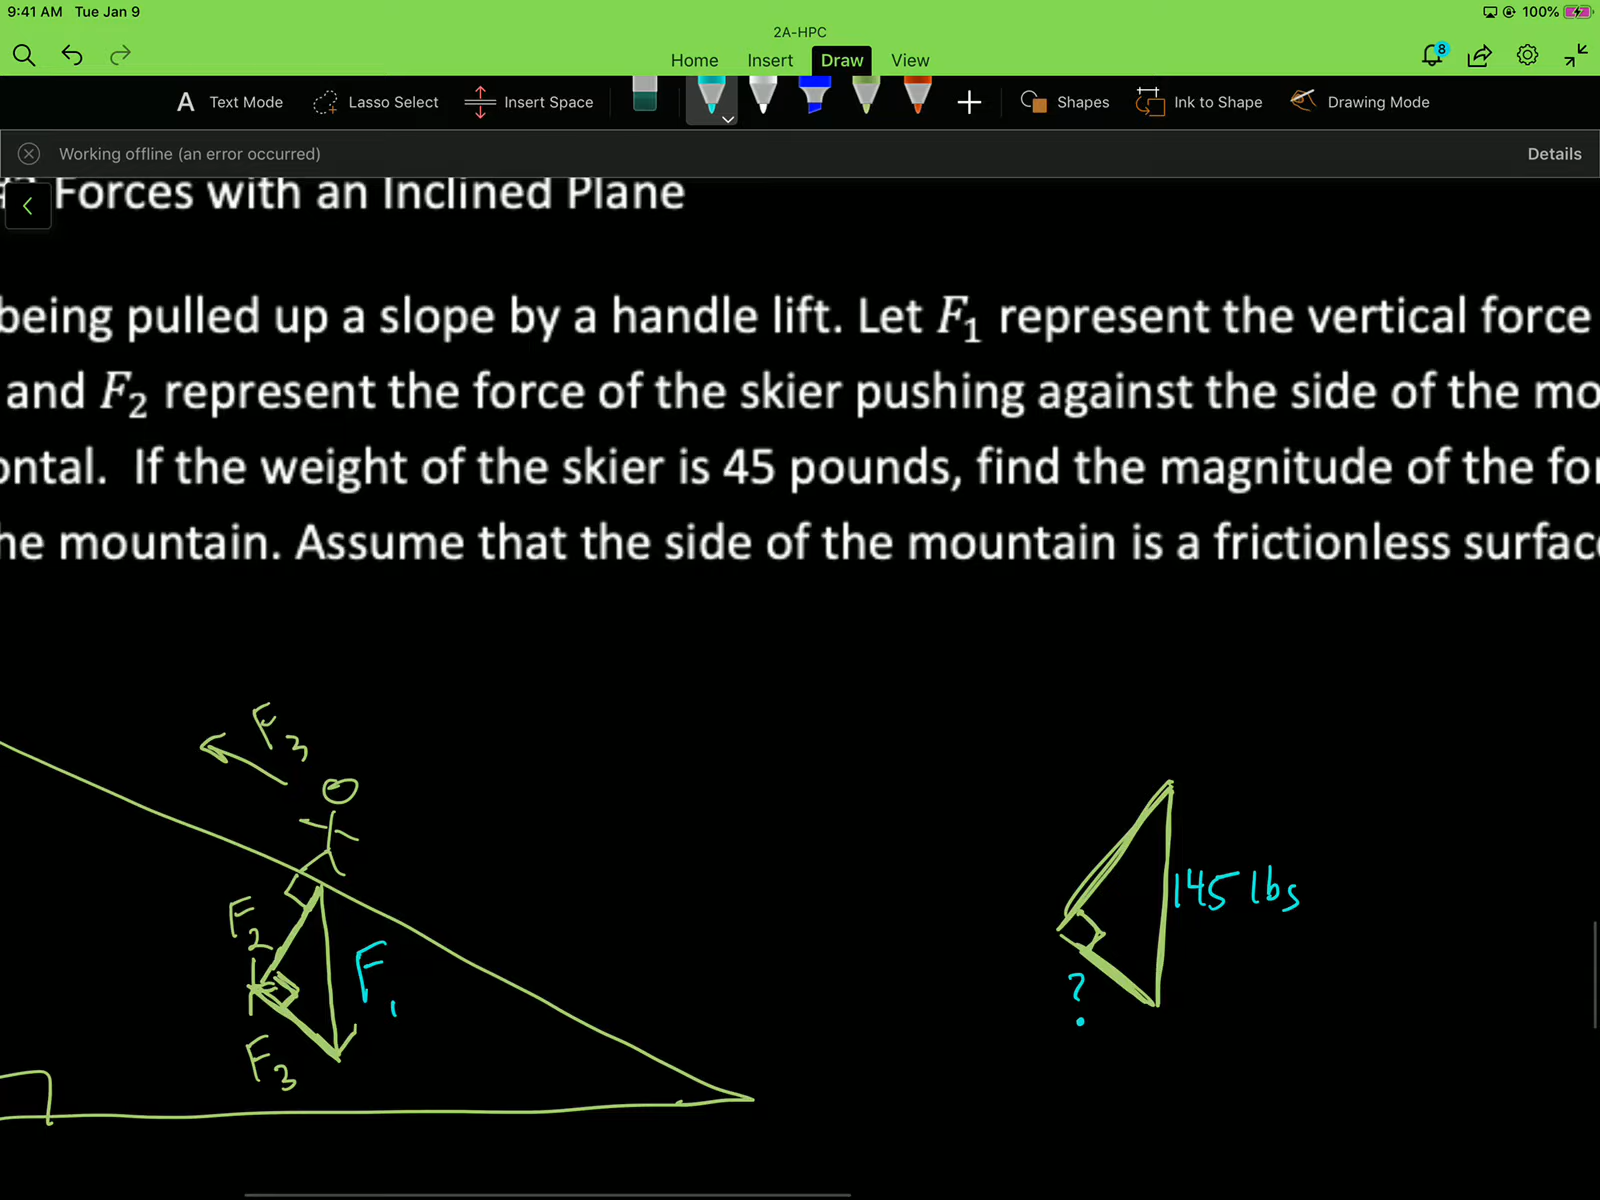 9:41 AM Tue Jan 9
100%
2A-HPC
Home Insert Draw View
8
A Text Mode Lasso Select Insert Space Shapes Ink to Shape Drawing Mode
Working offline (an error occurred) Details
Forces with an Inclined Plane
being pulled up a slope by a handle lift. Let F₁ represent the vertical force
and F₂ represent the force of the skier pushing against the side of the mo
ontal. If the weight of the skier is 45 pounds, find the magnitude of the for
he mountain. Assume that the side of the mountain is a frictionless surfac
F₃
F₂
F₁
F₃
145 lbs
?